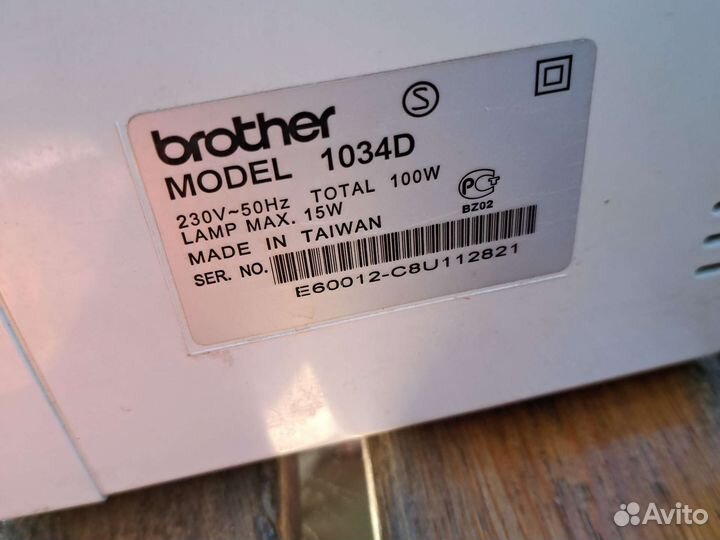 brother
S
MODEL 1034D
230V~50Hz TOTAL 100W
LAMP MAX. 15W
PCT
BZ02
MADE IN TAIWAN
SER. NO.
E60012-C8U112821
Avito